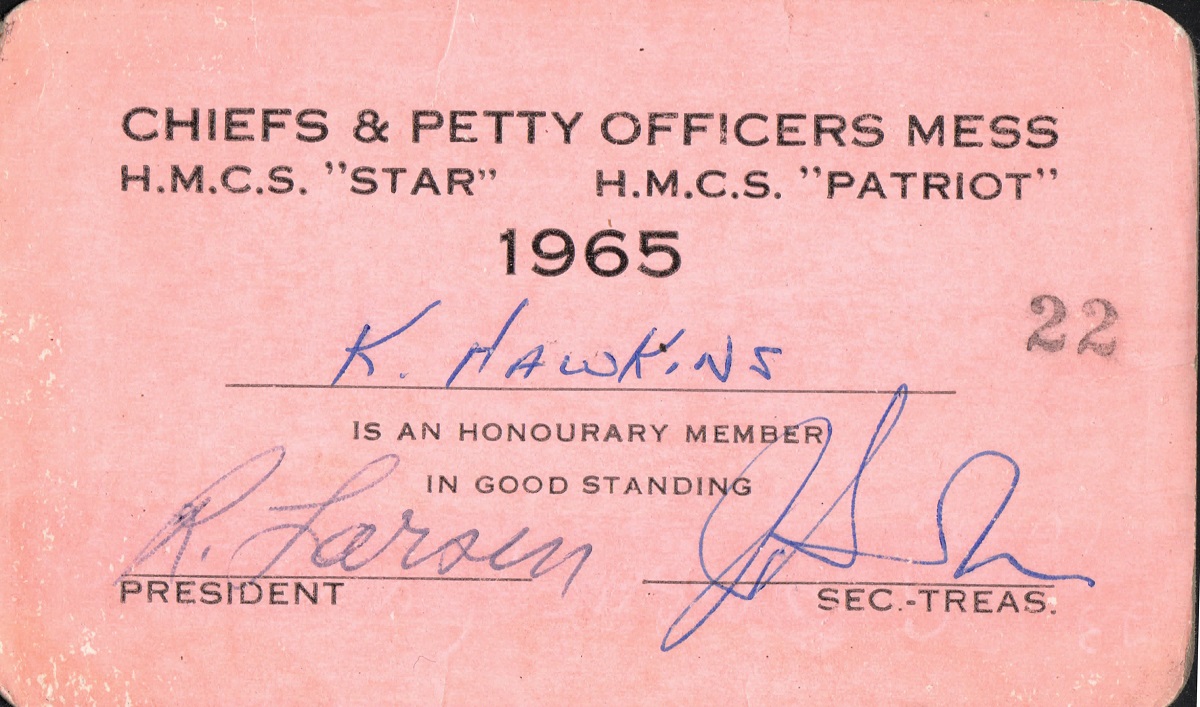 CHIEFS & PETTY OFFICERS MESS
H.M.C.S. "STAR" H.M.C.S. "PATRIOT"
1965
22
K. HAWKINS
IS AN HONOURARY MEMBER
IN GOOD STANDING
R. Larsen
PRESIDENT SEC.-TREAS.